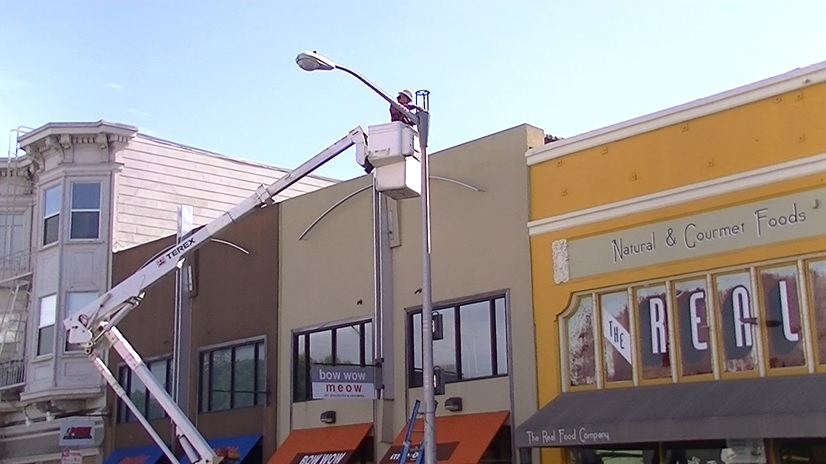 TEREX
Natural & Gourmet Foods
THE REAL
bow wow
meow
The Real Food Company
BOW WOW